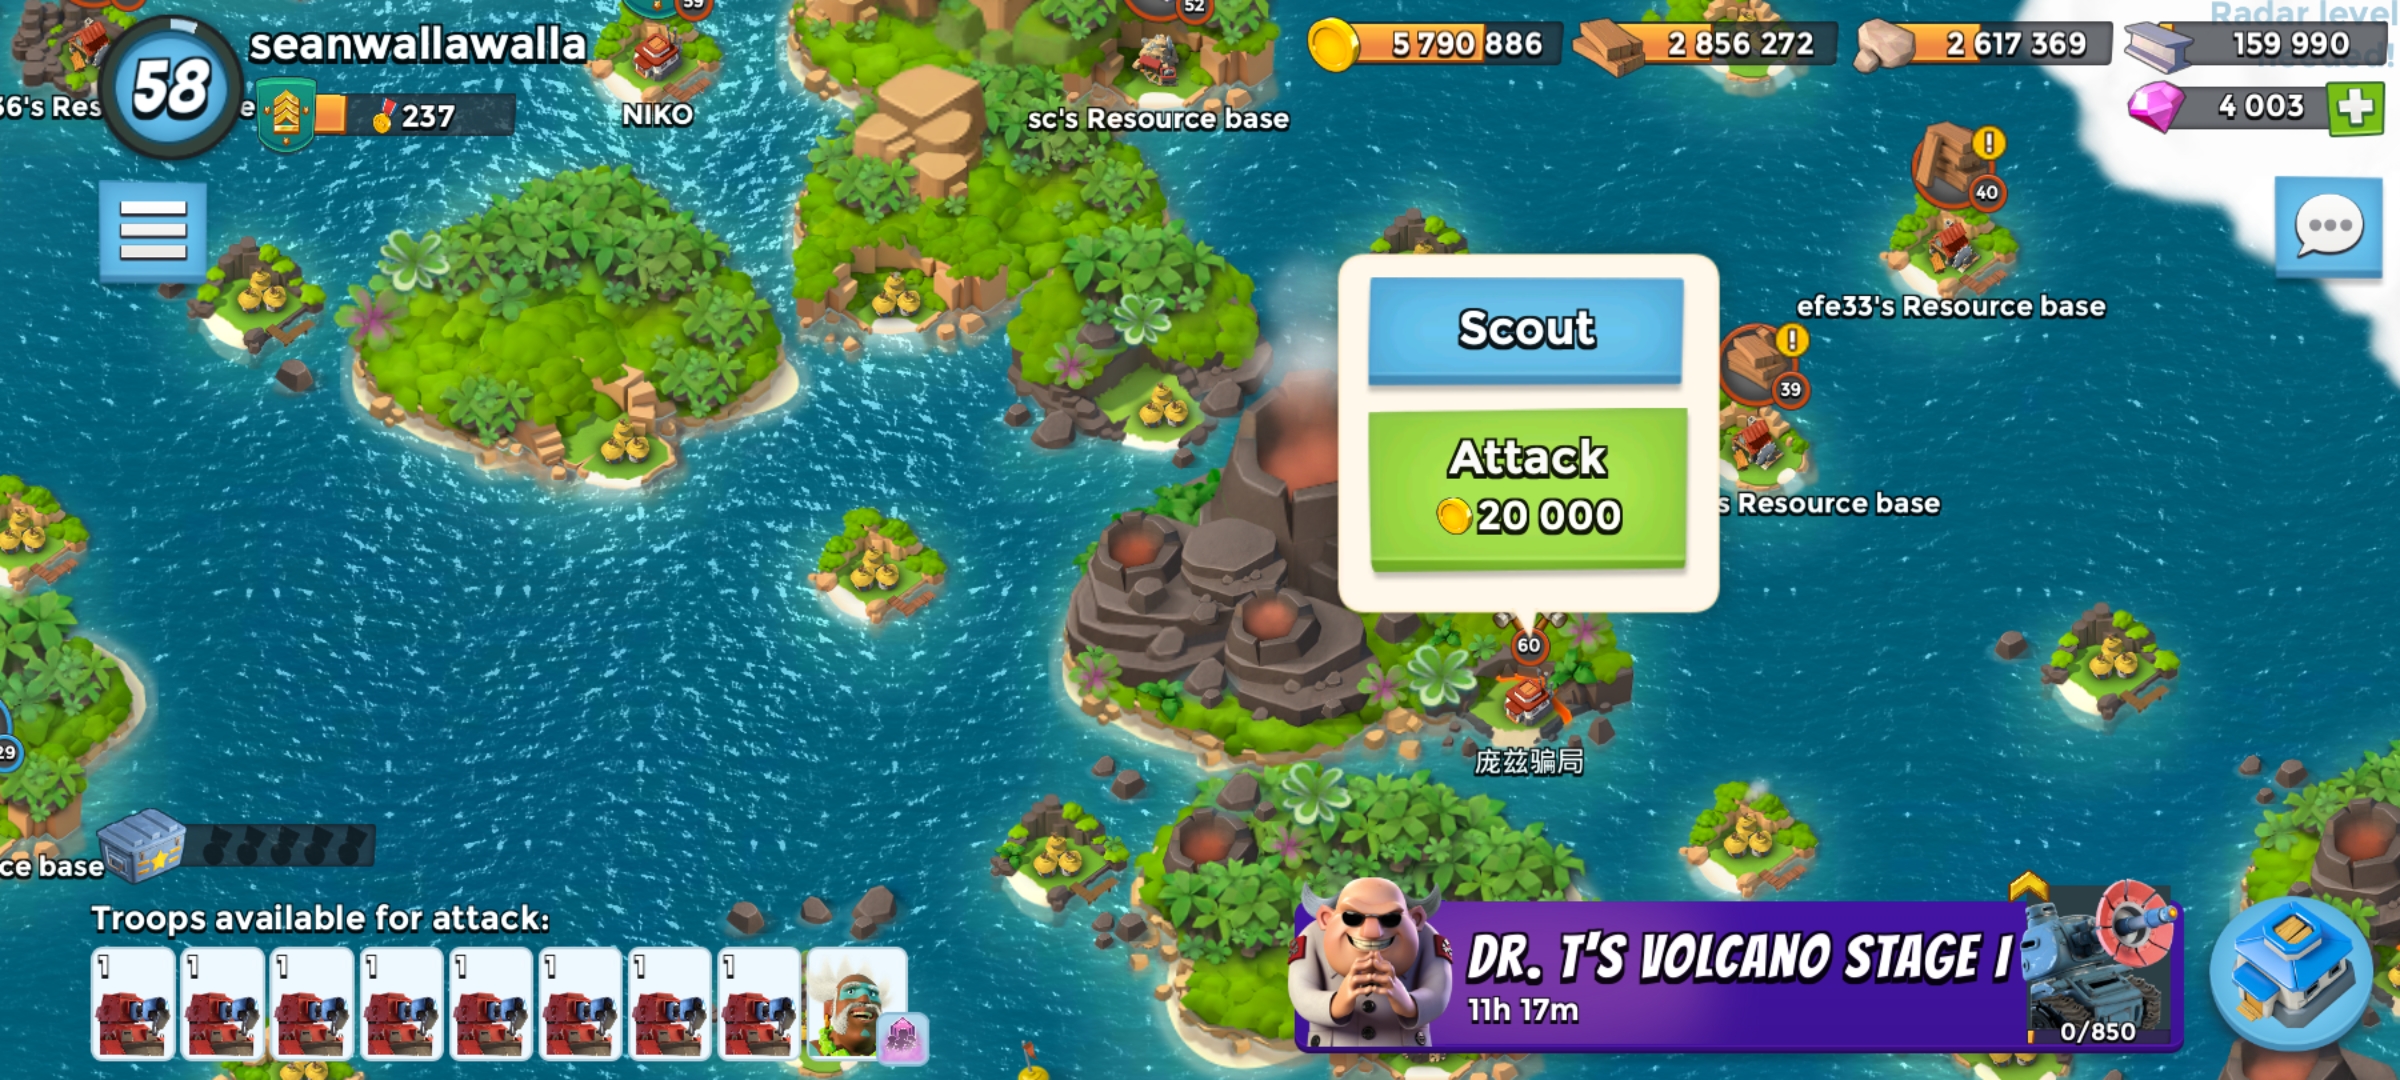 Radar level
58
seanwallawalla
237
59
NIKO
52
sc's Resource base
5 790 886
2 856 272
2 617 369
159 990
4 003
!
40
efe33's Resource base
!
39
s Resource base
Scout
Attack
20 000
60
庞兹骗局
29
ce base
Troops available for attack:
1
1
1
1
1
1
1
1
DR. T'S VOLCANO STAGE I
11h 17m
0/850